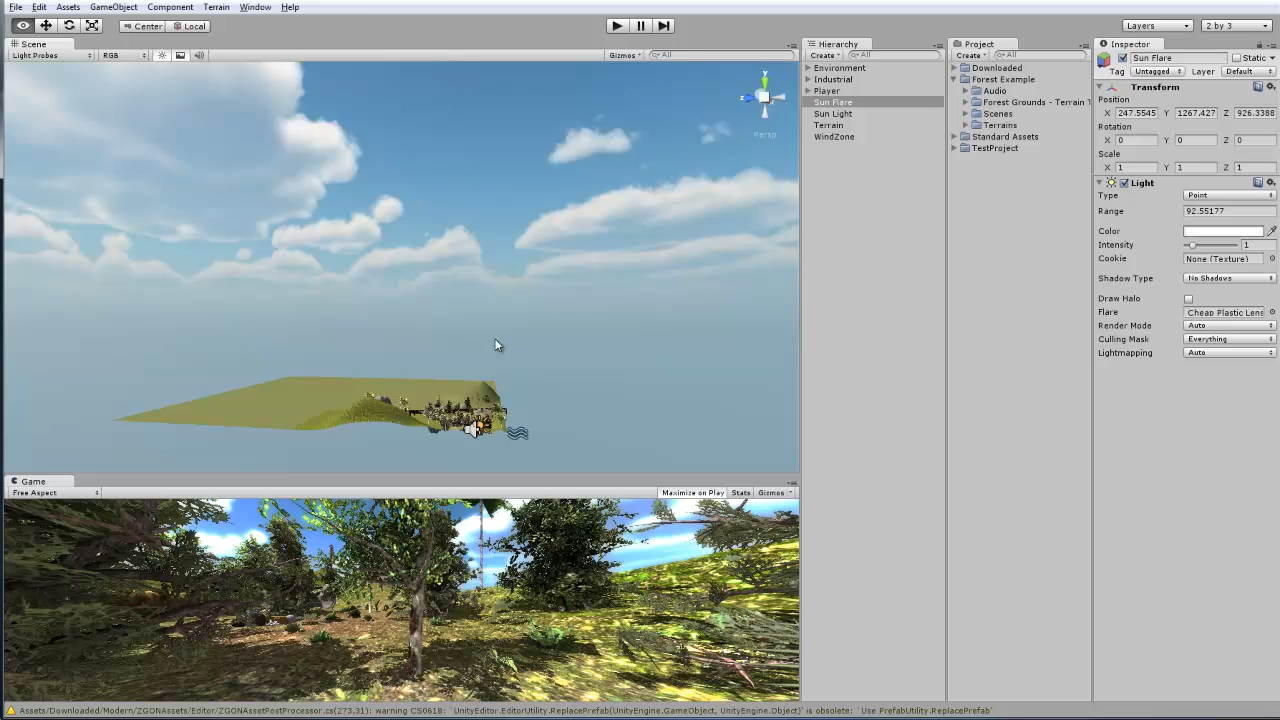 File Edit Assets GameObject Component Terrain Window Help
Center Local Layers 2 by 3
Scene
Light Probes RGB Gizmos All
y
z
Persp
Game
Free Aspect Maximize on Play Stats Gizmos
Hierarchy
Create All
Environment
Industrial
Player
Sun Flare
Sun Light
Terrain
WindZone
Project
Create All
Downloaded
Forest Example
Audio
Forest Grounds - Terrain T
Scenes
Terrains
Standard Assets
TestProject
Inspector
Sun Flare Static
Tag Untagged Layer Default
Transform
Position
X 247.5545 Y 1267.427 Z 926.3388
Rotation
X 0 Y 0 Z 0
Scale
X 1 Y 1 Z 1
Light
Type Point
Range 92.55177
Color
Intensity 1
Cookie None (Texture)
Shadow Type No Shadows
Draw Halo
Flare Cheap Plastic Lens
Render Mode Auto
Culling Mask Everything
Lightmapping Auto
Assets/Downloaded/Modern/ZGONAssets/Editor/ZGONAssetPostProcessor.cs(273,31): warning CS0618: `UnityEditor.EditorUtility.ReplacePrefab(UnityEngine.GameObject, UnityEngine.Object)' is obsolete: `Use PrefabUtility.ReplacePrefab'